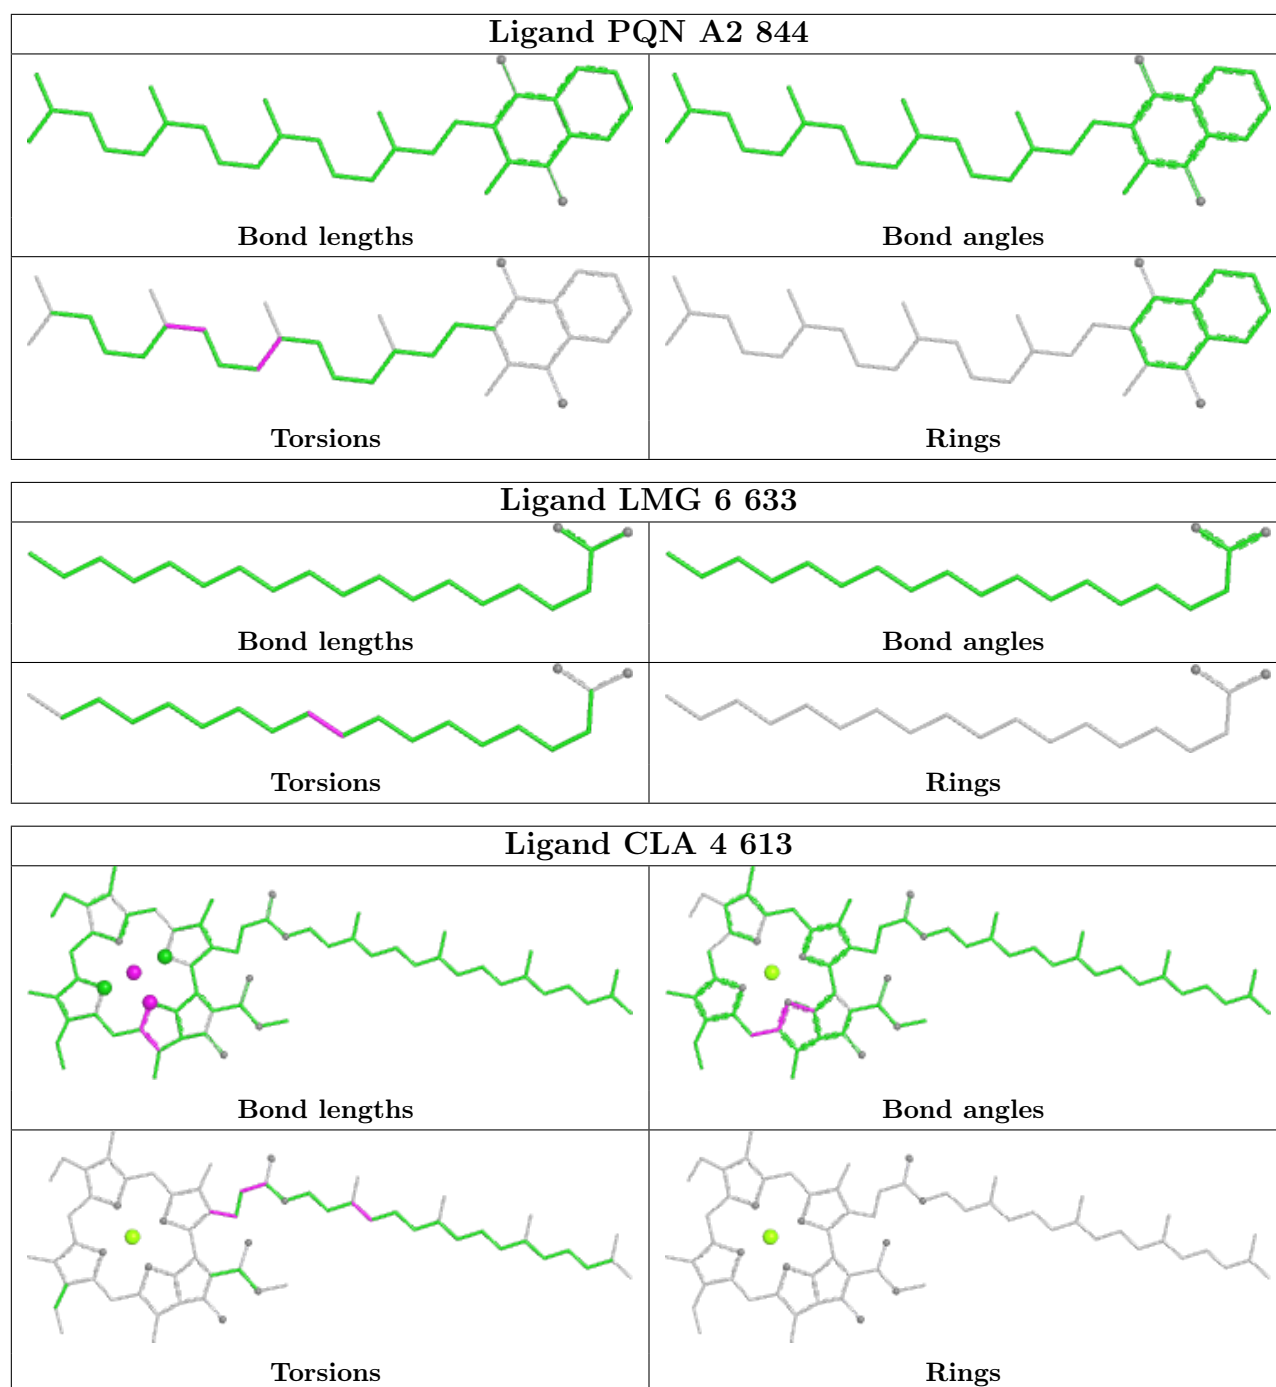 Ligand PQN A2 844
Bond lengths
Bond angles
Torsions
Rings
Ligand LMG 6 633
Bond lengths
Bond angles
Torsions
Rings
Ligand CLA 4 613
Bond lengths
Bond angles
Torsions
Rings